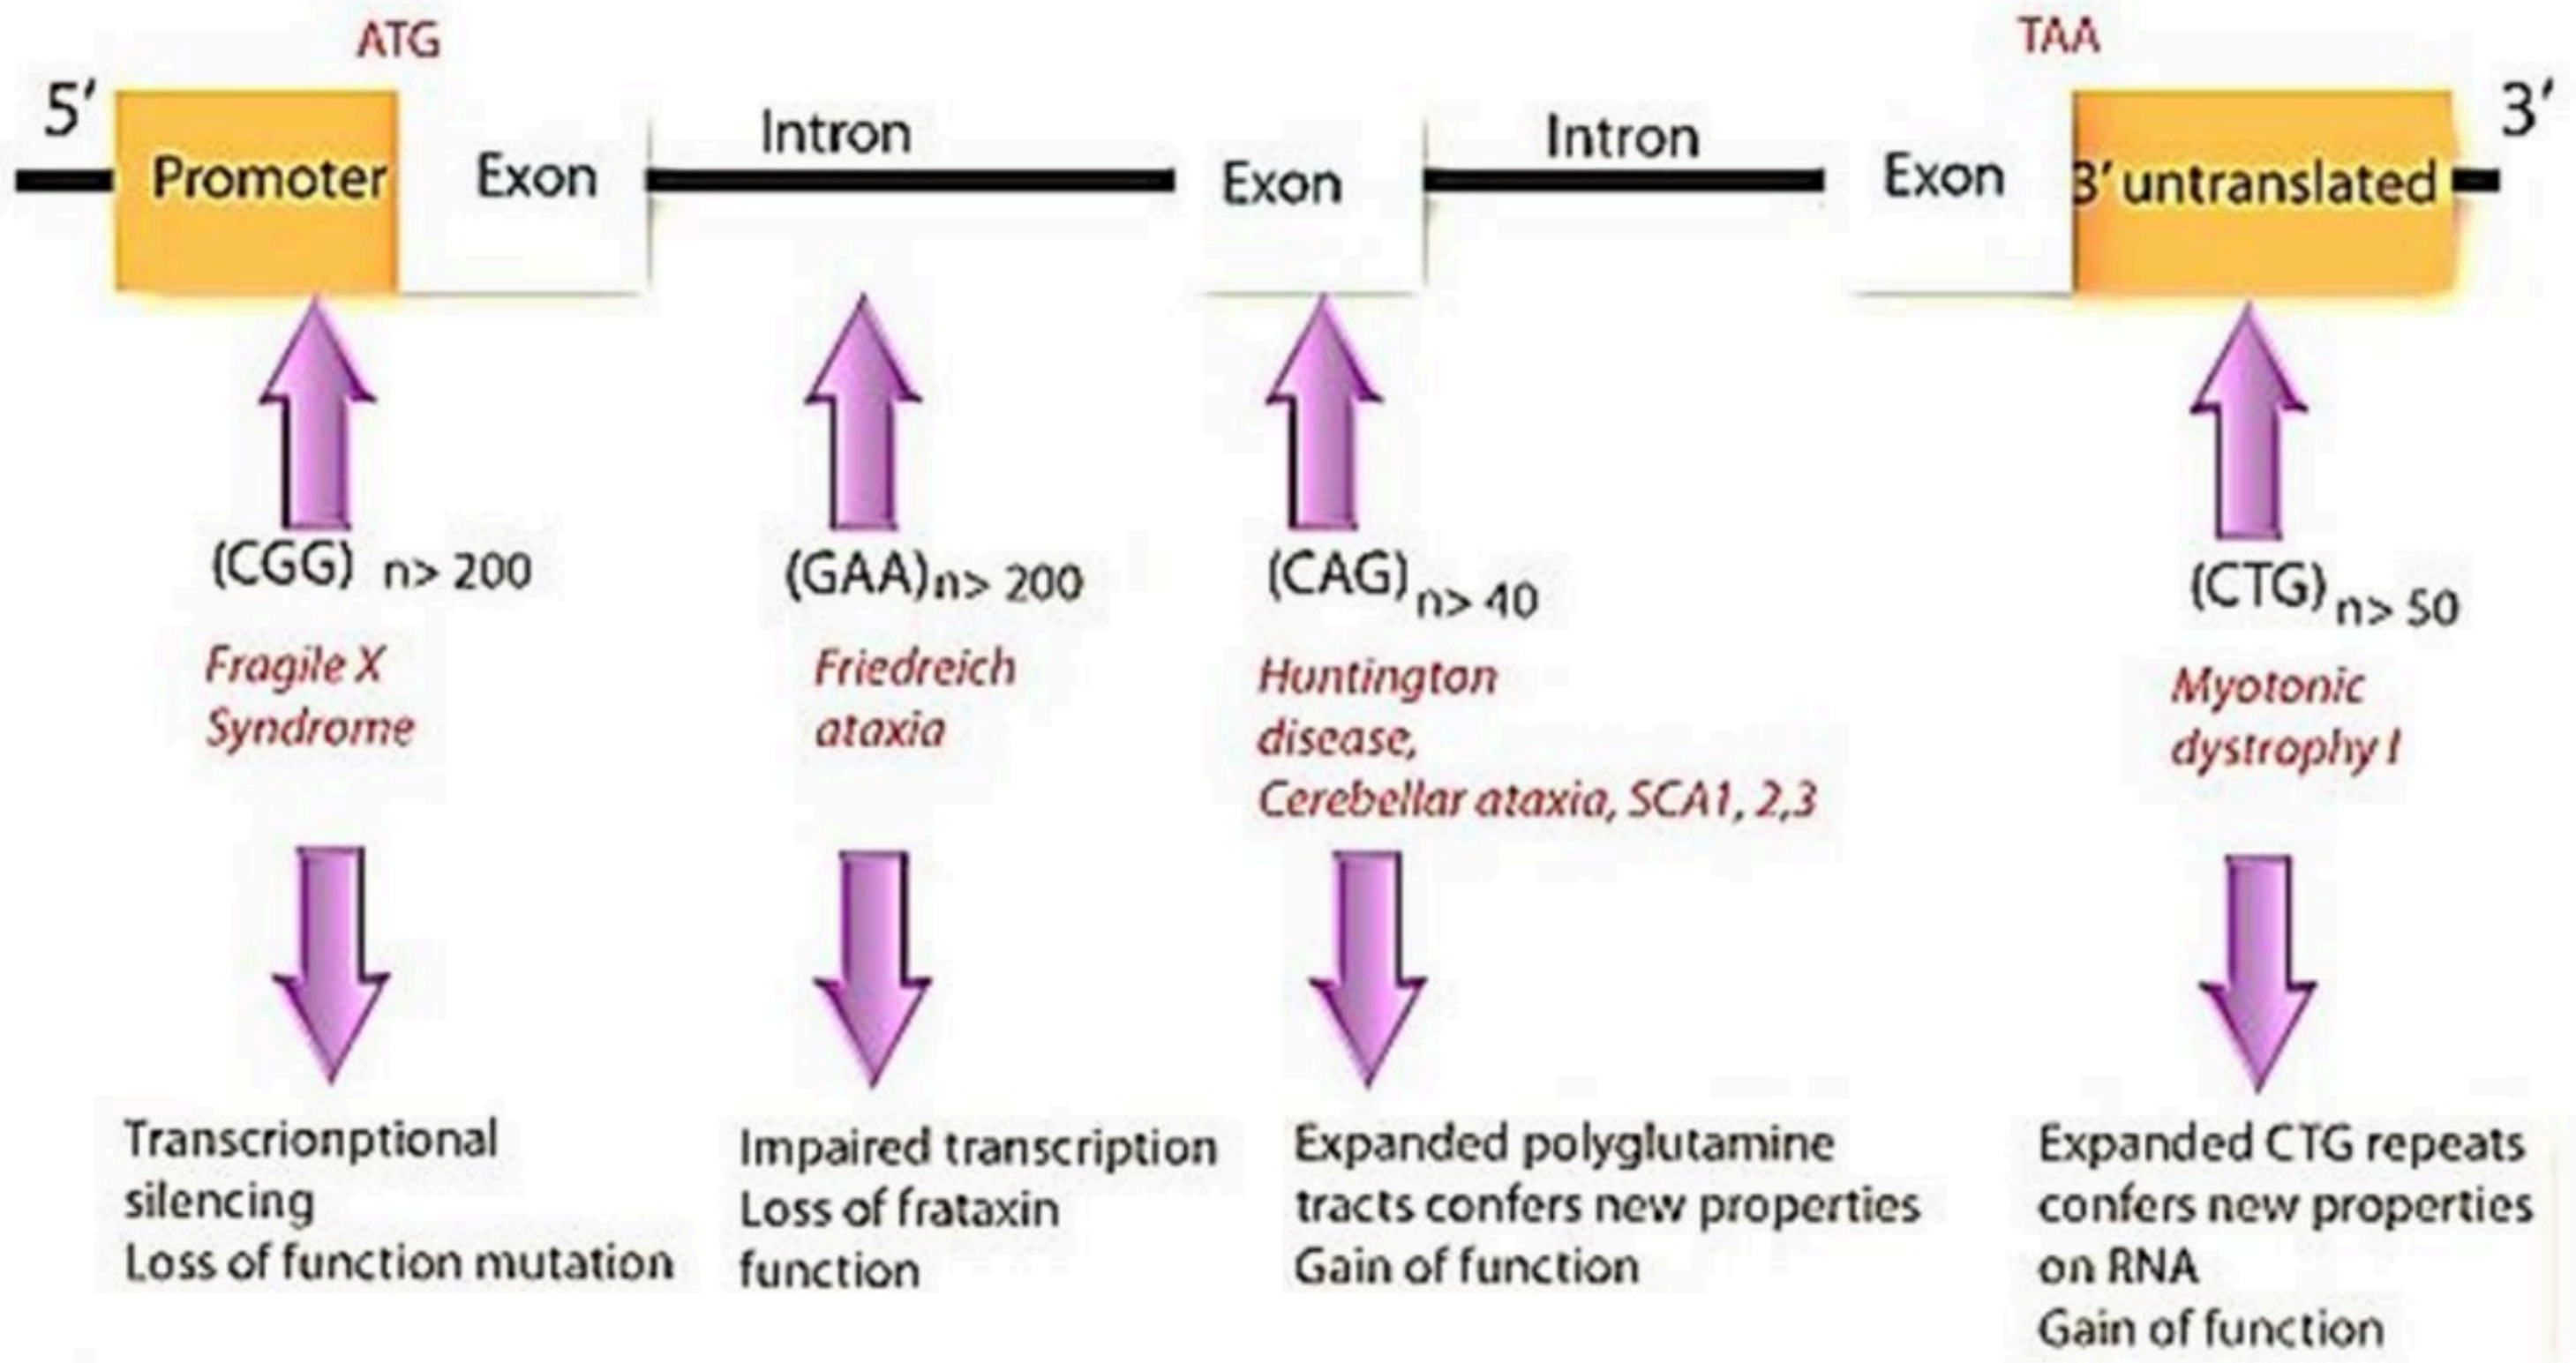 ATG
TAA
5'
3'
Promoter
Exon
Intron
Exon
Intron
Exon
3' untranslated
(CGG) n> 200
(GAA)n> 200
(CAG) n> 40
(CTG) n> 50
Fragile X
Syndrome
Friedreich
ataxia
Huntington
disease,
Cerebellar ataxia, SCA1, 2,3
Myotonic
dystrophy I
Transcrionptional
silencing
Loss of function mutation
Impaired transcription
Loss of frataxin
function
Expanded polyglutamine
tracts confers new properties
Gain of function
Expanded CTG repeats
confers new properties
on RNA
Gain of function